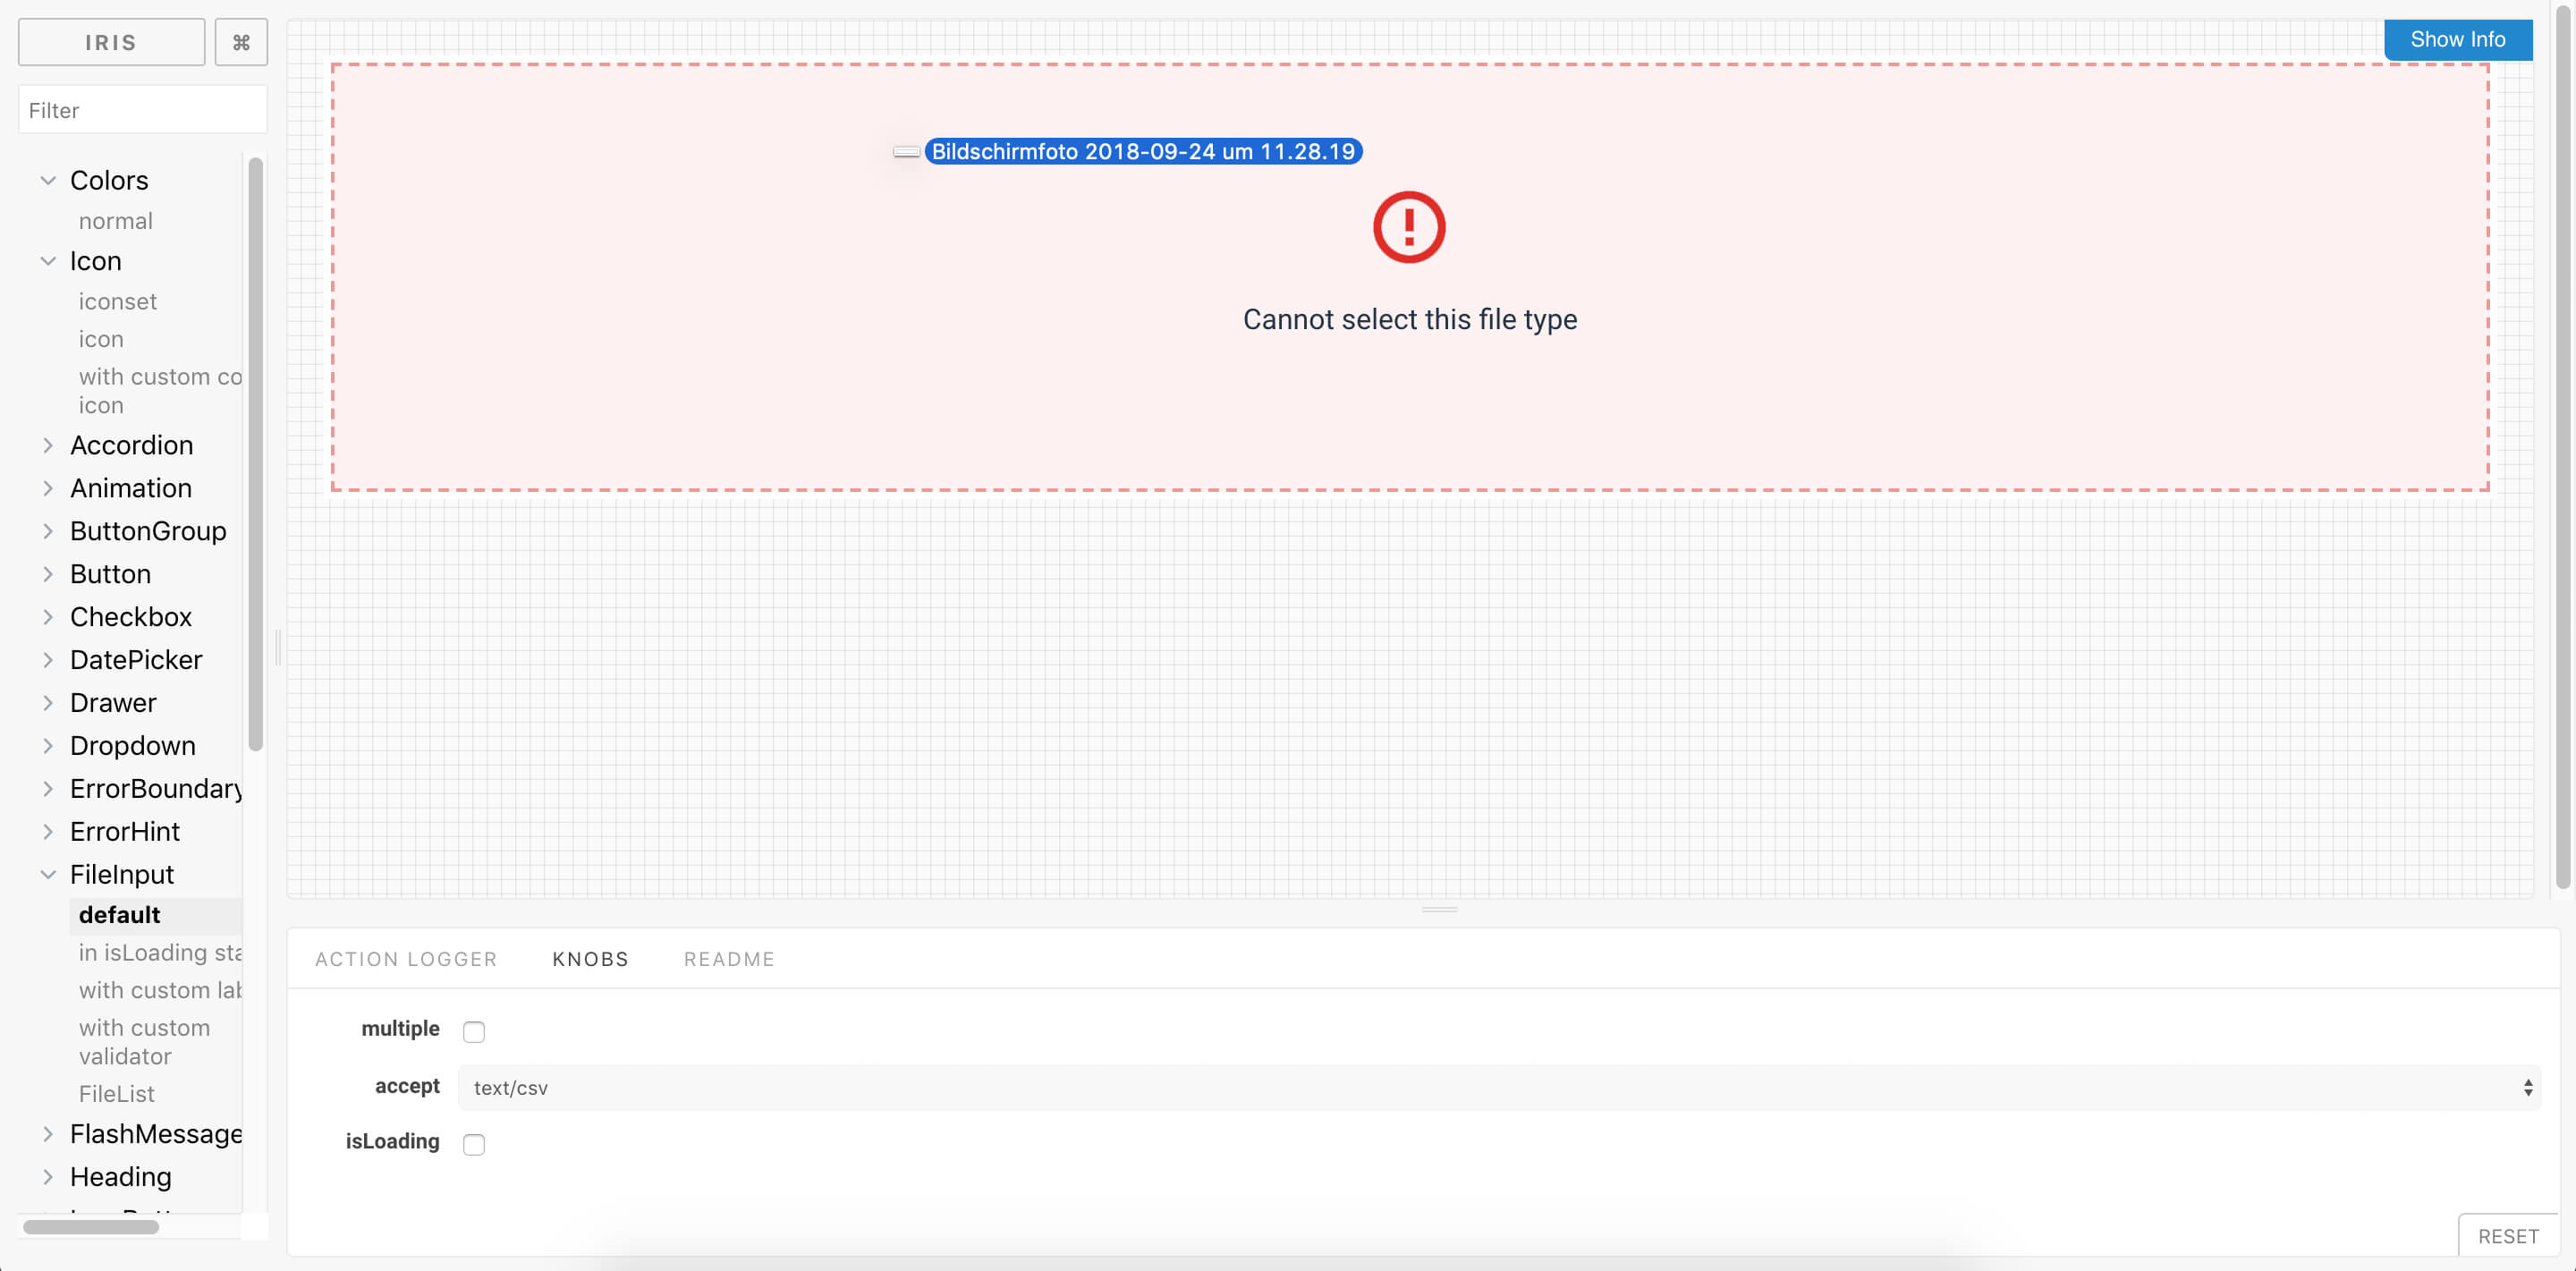 IRIS
⌘
Filter
Colors
normal
Icon
iconset
icon
with custom co
icon
Accordion
Animation
ButtonGroup
Button
Checkbox
DatePicker
Drawer
Dropdown
ErrorBoundary
ErrorHint
FileInput
default
in isLoading sta
with custom lab
with custom
validator
FileList
FlashMessage
Heading
Show Info
Bildschirmfoto 2018-09-24 um 11.28.19
Cannot select this file type
ACTION LOGGER
KNOBS
README
multiple
accept
text/csv
isLoading
RESET